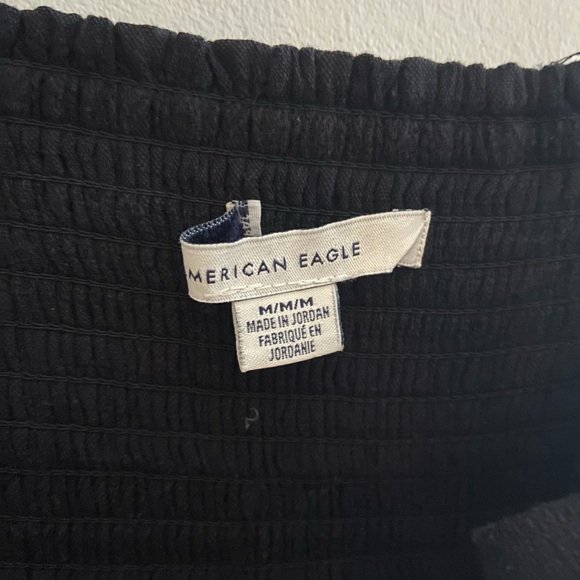 MERICAN EAGLE
M/M/M
MADE IN JORDAN
FABRIQUÉ EN
JORDANIE